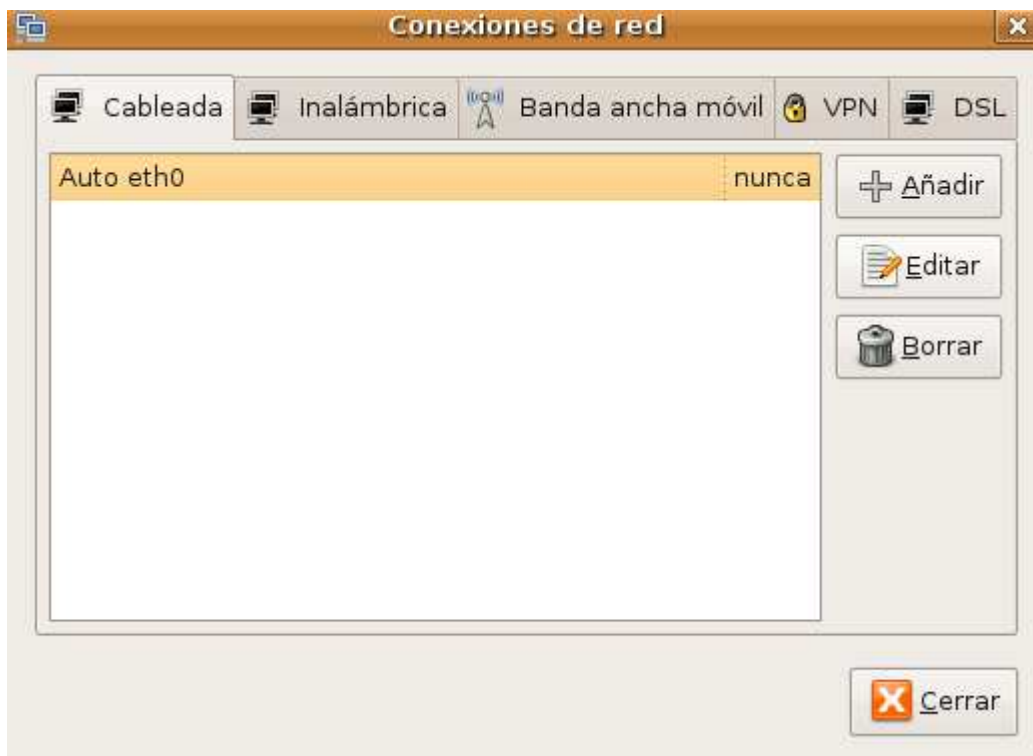 Conexiones de red
Cableada Inalámbrica Banda ancha móvil VPN DSL
Auto eth0 nunca
Añadir
Editar
Borrar
Cerrar